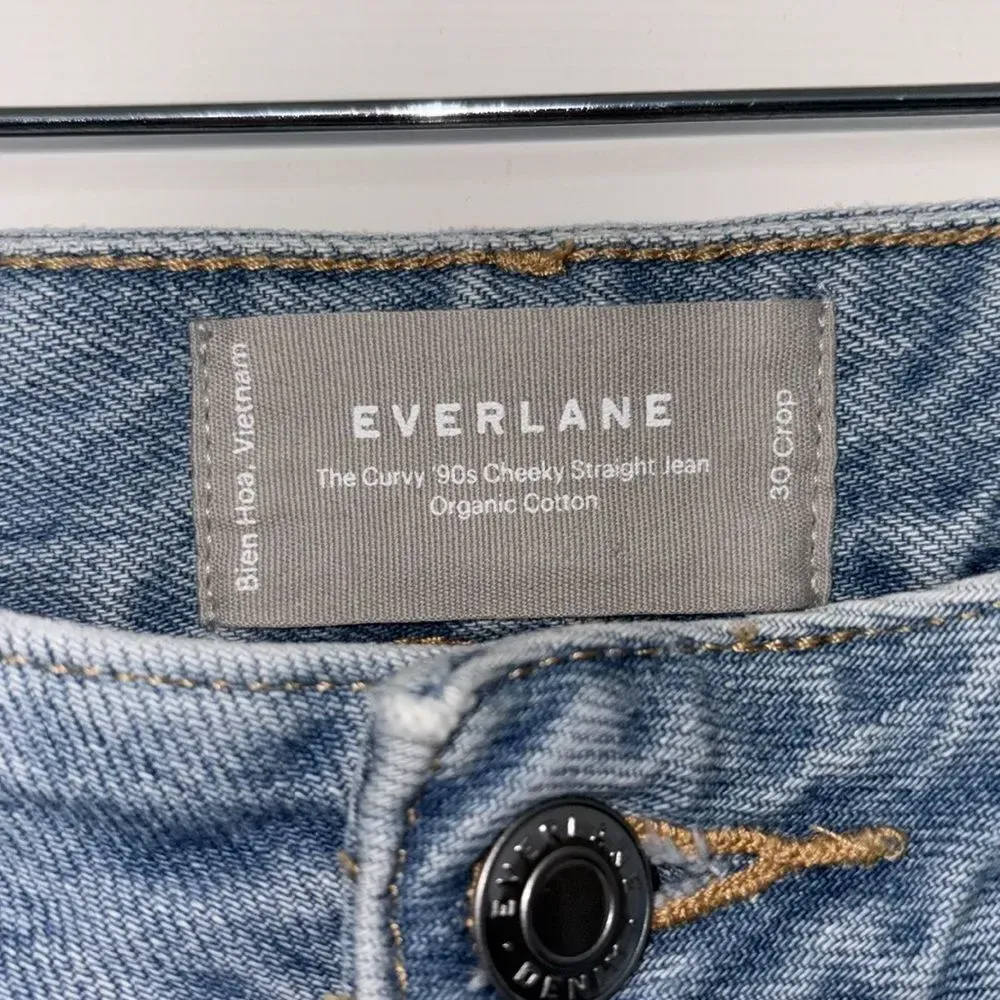 Bien Hoa, Vietnam
EVERLANE
The Curvy '90s Cheeky Straight Jean
Organic Cotton
30 Crop
EVERLANE
DENIM